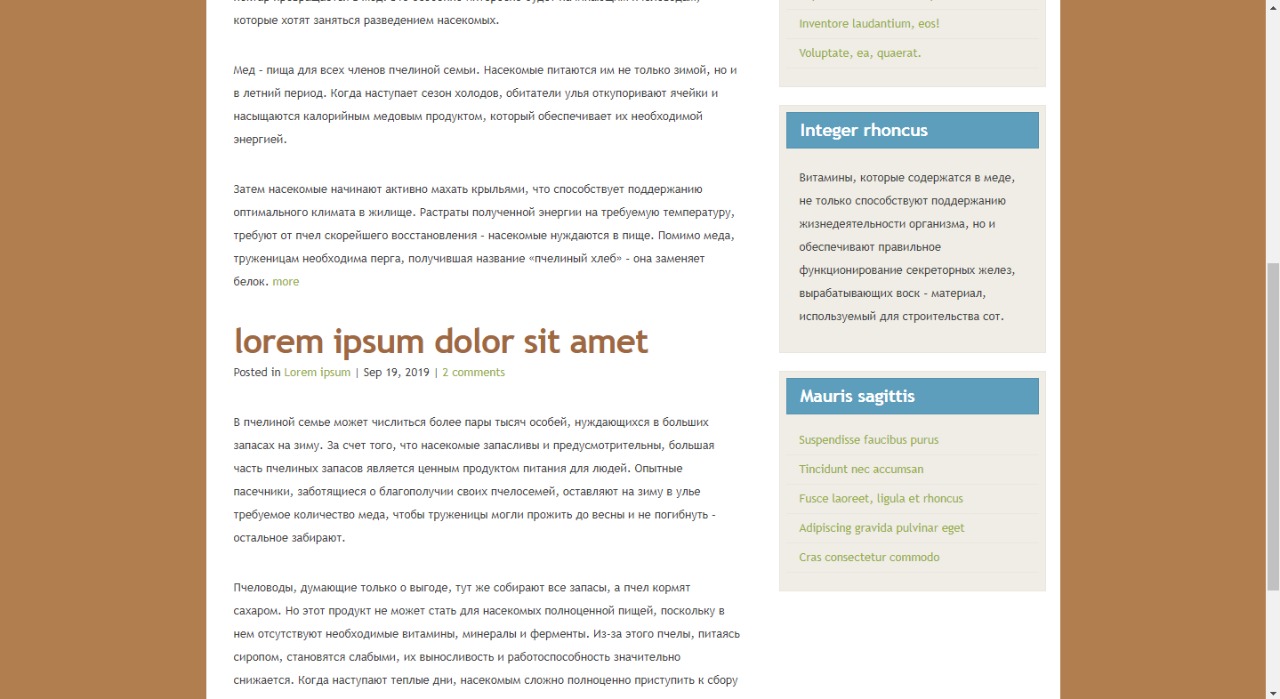 которые хотят заняться разведением насекомых.
Мед – пища для всех членов пчелиной семьи. Насекомые питаются им не только зимой, но и
в летний период. Когда наступает сезон холодов, обитатели улья откупоривают ячейки и
насыщаются калорийным медовым продуктом, который обеспечивает их необходимой
энергией.
Затем насекомые начинают активно махать крыльями, что способствует поддержанию
оптимального климата в жилище. Растраты полученной энергии на требуемую температуру,
требуют от пчел скорейшего восстановления – насекомые нуждаются в пище. Помимо меда,
труженицам необходима перга, получившая название «пчелиный хлеб» – она заменяет
белок. more
lorem ipsum dolor sit amet
Posted in Lorem ipsum | Sep 19, 2019 | 2 comments
В пчелиной семье может числиться более пары тысяч особей, нуждающихся в больших
запасах на зиму. За счет того, что насекомые запасливы и предусмотрительны, большая
часть пчелиных запасов является ценным продуктом питания для людей. Опытные
пасечники, заботящиеся о благополучии своих пчелосемей, оставляют на зиму в улье
требуемое количество меда, чтобы труженицы могли прожить до весны и не погибнуть –
остальное забирают.
Пчеловоды, думающие только о выгоде, тут же собирают все запасы, а пчел кормят
сахаром. Но этот продукт не может стать для насекомых полноценной пищей, поскольку в
нем отсутствуют необходимые витамины, минералы и ферменты. Из-за этого пчелы, питаясь
сиропом, становятся слабыми, их выносливость и работоспособность значительно
снижается. Когда наступают теплые дни, насекомым сложно полноценно приступить к сбору
Inventore laudantium, eos!
Voluptate, ea, quaerat.
Integer rhoncus
Витамины, которые содержатся в меде,
не только способствуют поддержанию
жизнедеятельности организма, но и
обеспечивают правильное
функционирование секреторных желез,
вырабатывающих воск – материал,
используемый для строительства сот.
Mauris sagittis
Suspendisse faucibus purus
Tincidunt nec accumsan
Fusce laoreet, ligula et rhoncus
Adipiscing gravida pulvinar eget
Cras consectetur commodo